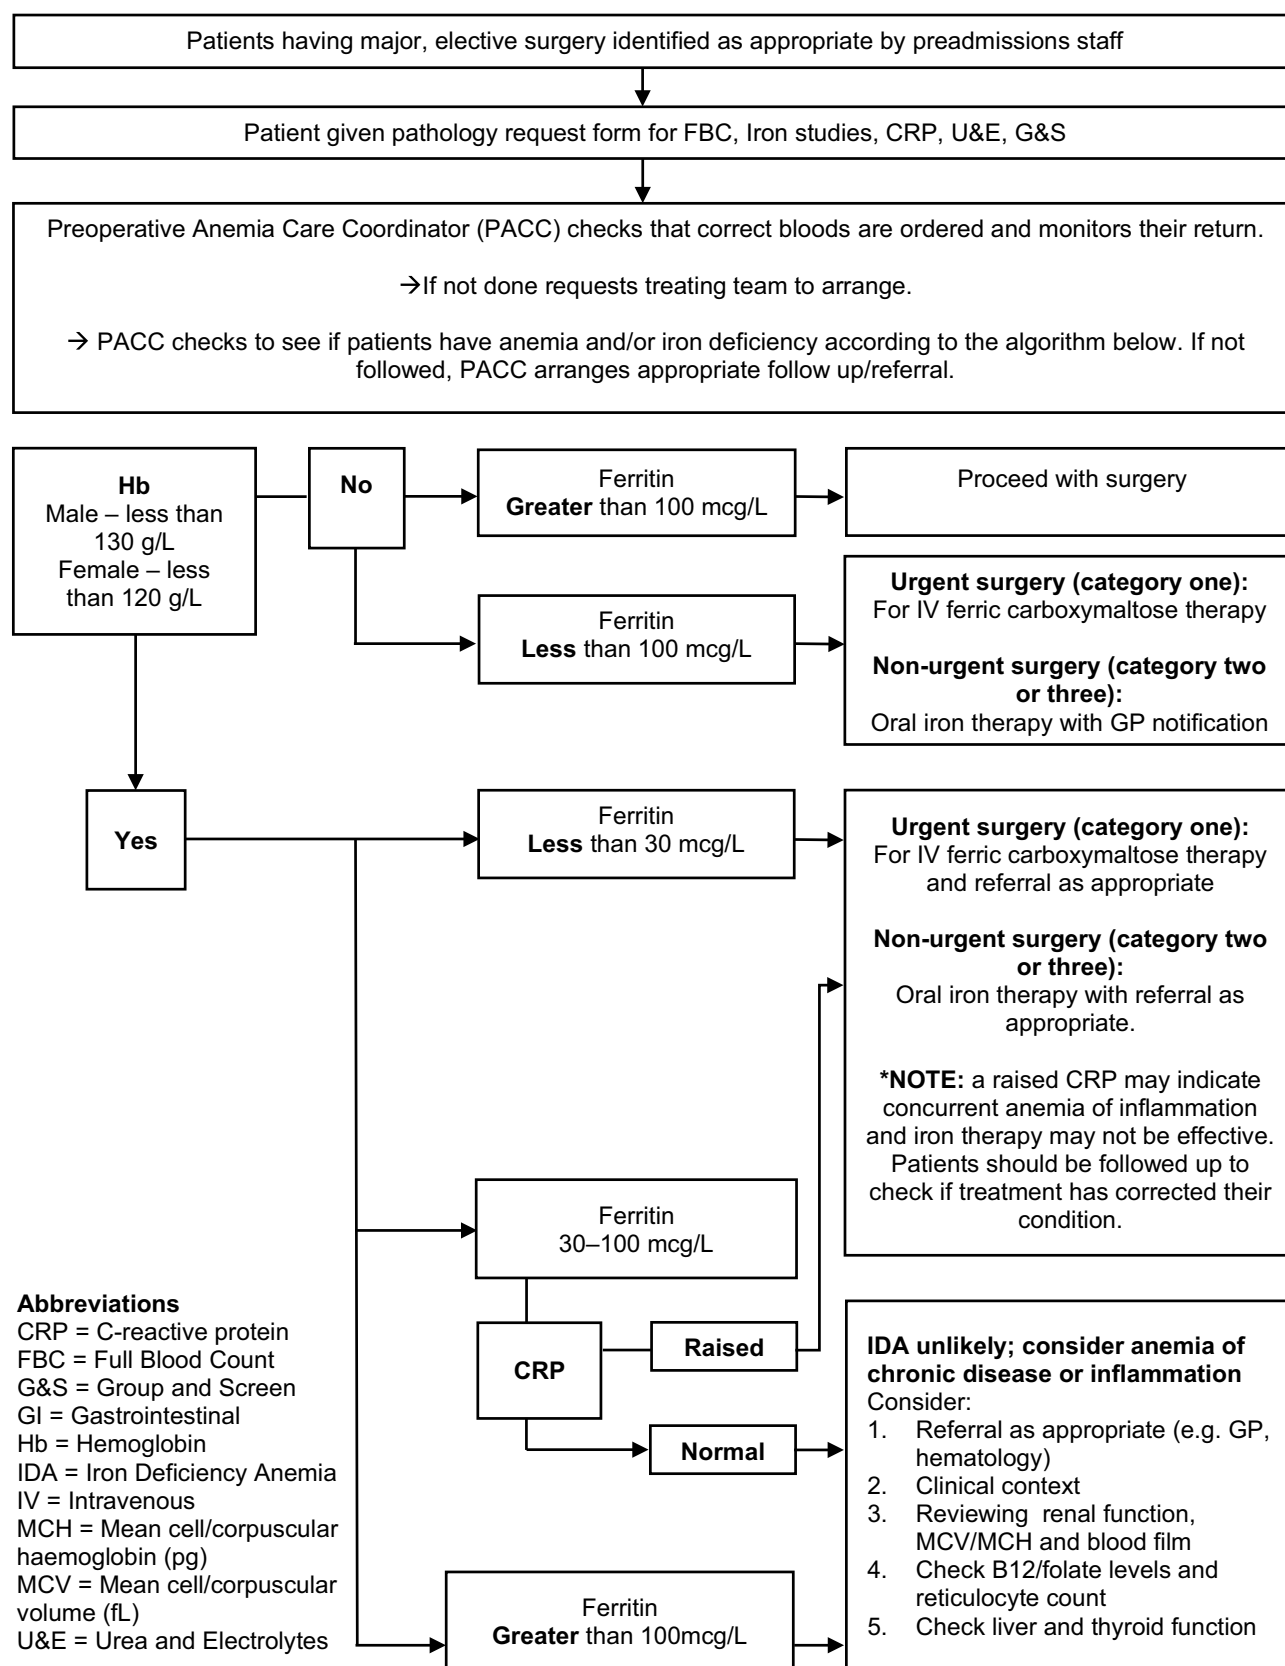 Patients having major, elective surgery identified as appropriate by preadmissions staff
Patient given pathology request form for FBC, Iron studies, CRP, U&E, G&S
Preoperative Anemia Care Coordinator (PACC) checks that correct bloods are ordered and monitors their return.
→If not done requests treating team to arrange.
→ PACC checks to see if patients have anemia and/or iron deficiency according to the algorithm below. If not
followed, PACC arranges appropriate follow up/referral.
Hb
Male – less than
130 g/L
Female – less
than 120 g/L
No
Ferritin
Greater than 100 mcg/L
Proceed with surgery
Ferritin
Less than 100 mcg/L
Urgent surgery (category one):
For IV ferric carboxymaltose therapy
Non-urgent surgery (category two
or three):
Oral iron therapy with GP notification
Yes
Ferritin
Less than 30 mcg/L
Urgent surgery (category one):
For IV ferric carboxymaltose therapy
and referral as appropriate
Non-urgent surgery (category two
or three):
Oral iron therapy with referral as
appropriate.
*NOTE: a raised CRP may indicate
concurrent anemia of inflammation
and iron therapy may not be effective.
Patients should be followed up to
check if treatment has corrected their
condition.
Ferritin
30–100 mcg/L
CRP
Raised
Normal
IDA unlikely; consider anemia of
chronic disease or inflammation
Consider:
1. Referral as appropriate (e.g. GP,
hematology)
2. Clinical context
3. Reviewing renal function,
MCV/MCH and blood film
4. Check B12/folate levels and
reticulocyte count
5. Check liver and thyroid function
Ferritin
Greater than 100mcg/L
Abbreviations
CRP = C-reactive protein
FBC = Full Blood Count
G&S = Group and Screen
GI = Gastrointestinal
Hb = Hemoglobin
IDA = Iron Deficiency Anemia
IV = Intravenous
MCH = Mean cell/corpuscular
haemoglobin (pg)
MCV = Mean cell/corpuscular
volume (fL)
U&E = Urea and Electrolytes